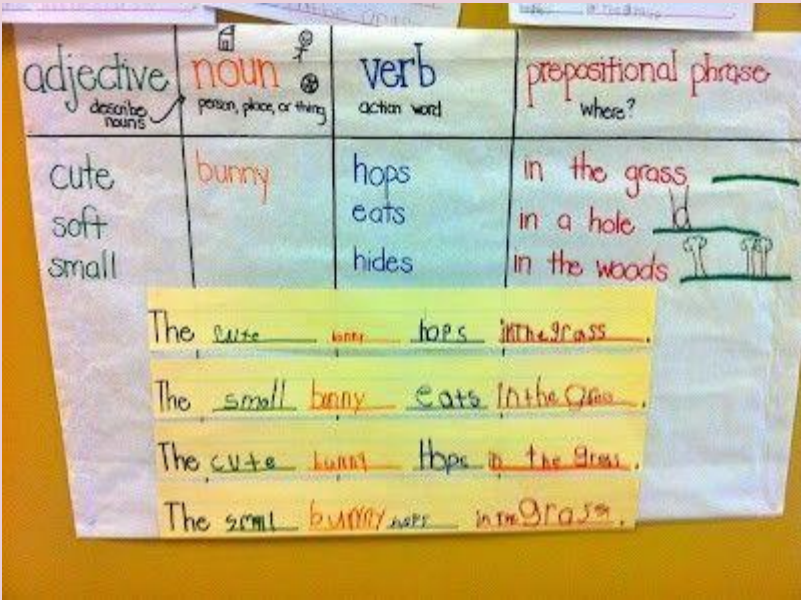 adjective noun verb prepositional phrase
describe nouns person, place, or thing action word where?
cute bunny hops in the grass
soft eats in a hole
small hides in the woods
The cute bunny hops in the grass.
The small bunny eats in the .
The cute bunny Hops in the grass.
The small bunny hops in the grass.